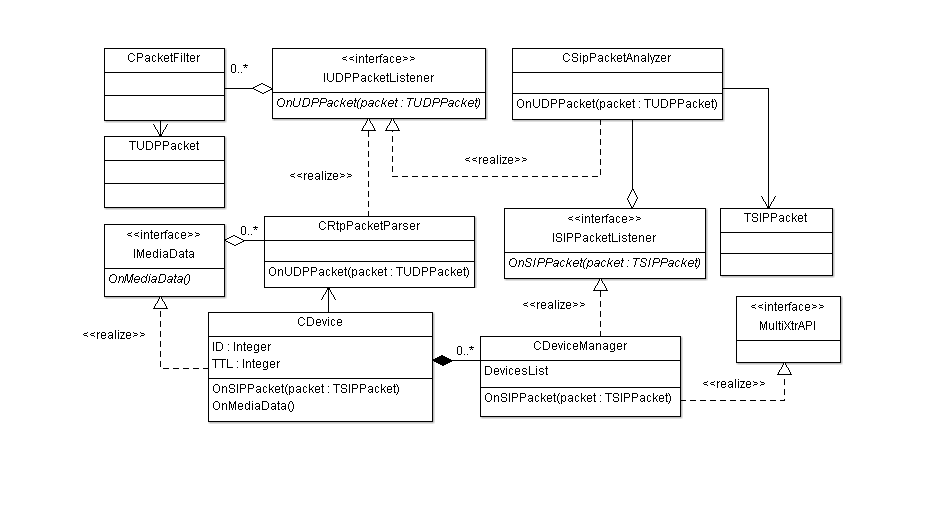 CPacketFilter
0..*
<<interface>>
IUDPPacketListener
OnUDPPacket(packet : TUDPPacket)
CSipPacketAnalyzer
OnUDPPacket(packet : TUDPPacket)
TUDPPacket
<<realize>>
<<realize>>
<<interface>>
IMediaData
OnMediaData()
0..*
CRtpPacketParser
OnUDPPacket(packet : TUDPPacket)
<<interface>>
ISIPPacketListener
OnSIPPacket(packet : TSIPPacket)
TSIPPacket
<<realize>>
<<realize>>
<<interface>>
MultiXtrAPI
CDevice
ID : Integer
TTL : Integer
OnSIPPacket(packet : TSIPPacket)
OnMediaData()
0..*
CDeviceManager
DevicesList
OnSIPPacket(packet : TSIPPacket)
<<realize>>